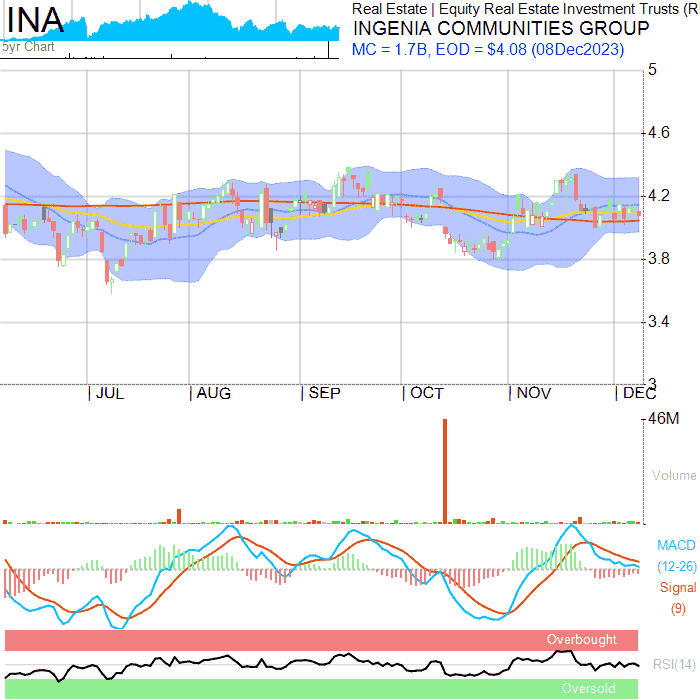 INA
5yr Chart
Real Estate | Equity Real Estate Investment Trusts (R
INGENIA COMMUNITIES GROUP
MC = 1.7B, EOD = $4.08 (08Dec2023)
5
4.6
4.2
3.8
3.4
3
JUL AUG SEP OCT NOV DEC
46M
Volume
MACD
(12-26)
Signal
(9)
Overbought
RSI(14)
Oversold